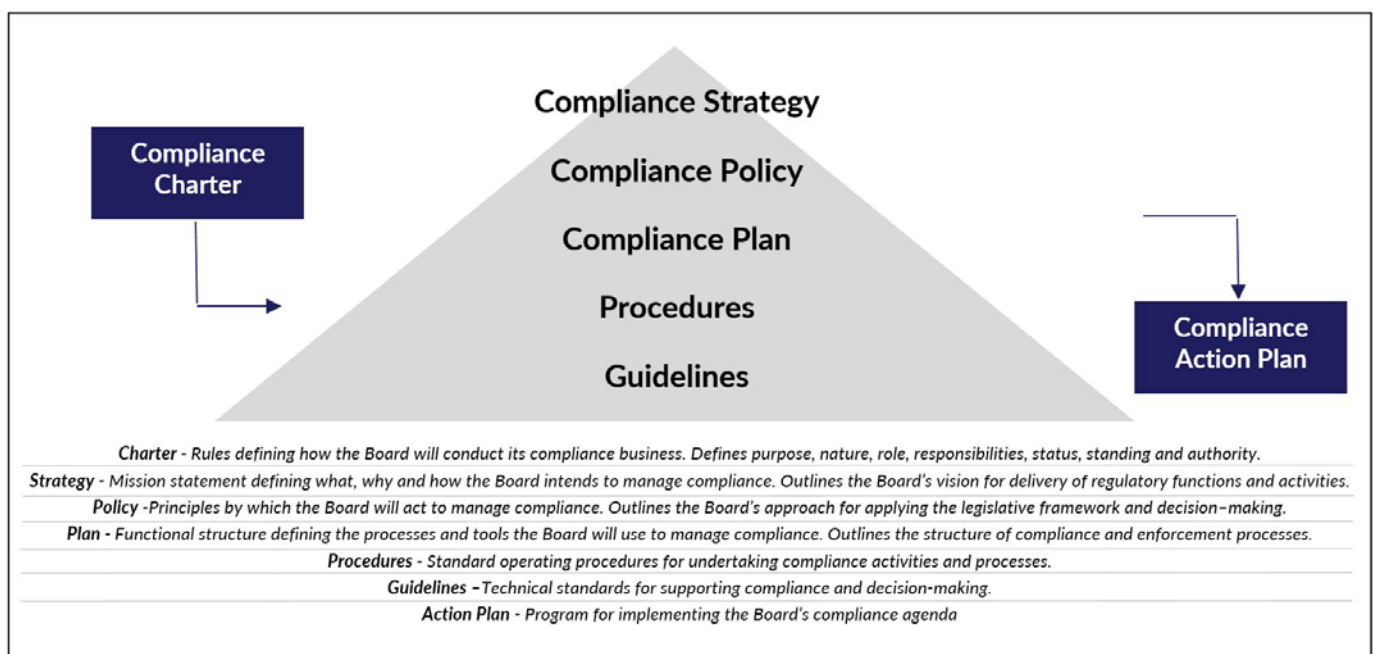 Compliance Strategy
Compliance
Charter
Compliance Policy
Compliance Plan
Procedures
Compliance
Action Plan
Guidelines
Charter - Rules defining how the Board will conduct its compliance business. Defines purpose, nature, role, responsibilities, status, standing and authority.
Strategy - Mission statement defining what, why and how the Board intends to manage compliance. Outlines the Board's vision for delivery of regulatory functions and activities.
Policy -Principles by which the Board will act to manage compliance. Outlines the Board's approach for applying the legislative framework and decision–making.
Plan - Functional structure defining the processes and tools the Board will use to manage compliance. Outlines the structure of compliance and enforcement processes.
Procedures - Standard operating procedures for undertaking compliance activities and processes.
Guidelines –Technical standards for supporting compliance and decision-making.
Action Plan - Program for implementing the Board's compliance agenda